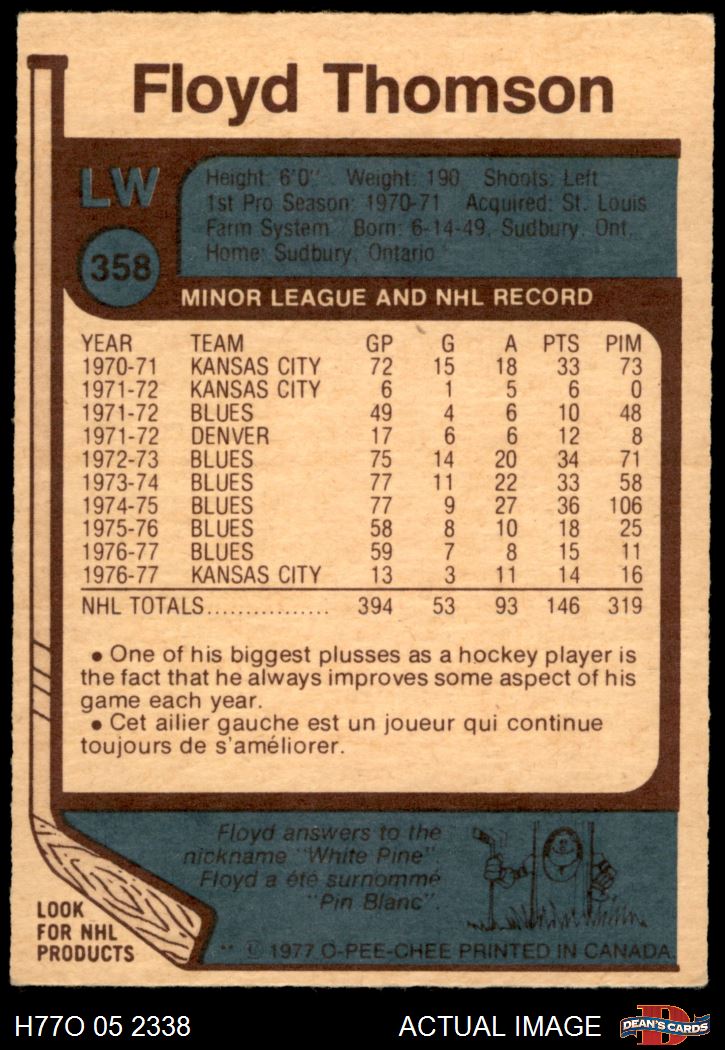 Floyd Thomson
LW
358
Height: 6'0" Weight: 190 Shoots: Left
1st Pro Season: 1970-71 Acquired: St. Louis
Farm System Born: 6-14-49, Sudbury, Ont.
Home: Sudbury, Ontario
MINOR LEAGUE AND NHL RECORD
YEAR TEAM GP G A PTS PIM
1970-71 KANSAS CITY 72 15 18 33 73
1971-72 KANSAS CITY 6 1 5 6 0
1971-72 BLUES 49 4 6 10 48
1971-72 DENVER 17 6 6 12 8
1972-73 BLUES 75 14 20 34 71
1973-74 BLUES 77 11 22 33 58
1974-75 BLUES 77 9 27 36 106
1975-76 BLUES 58 8 10 18 25
1976-77 BLUES 59 7 8 15 11
1976-77 KANSAS CITY 13 3 11 14 16
NHL TOTALS................ 394 53 93 146 319
• One of his biggest plusses as a hockey player is
the fact that he always improves some aspect of his
game each year.
• Cet ailier gauche est un joueur qui continue
toujours de s'améliorer.
Floyd answers to the
nickname "White Pine".
Floyd a été surnommé
"Pin Blanc".
LOOK
FOR NHL
PRODUCTS
** © 1977 O-PEE-CHEE PRINTED IN CANADA
H77O 05 2338 ACTUAL IMAGE
D
DEAN'S CARDS